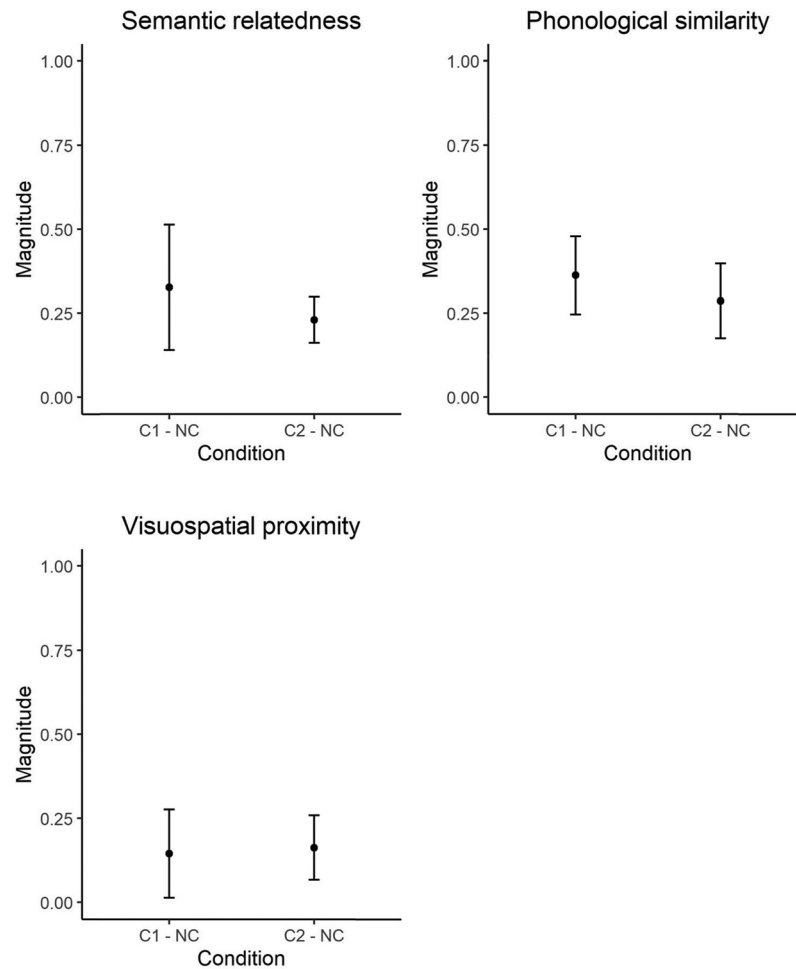 Semantic relatedness
1.00
0.75
0.50
0.25
0.00
Magnitude
C1 - NC C2 - NC
Condition
Phonological similarity
1.00
0.75
0.50
0.25
0.00
Magnitude
C1 - NC C2 - NC
Condition
Visuospatial proximity
1.00
0.75
0.50
0.25
0.00
Magnitude
C1 - NC C2 - NC
Condition